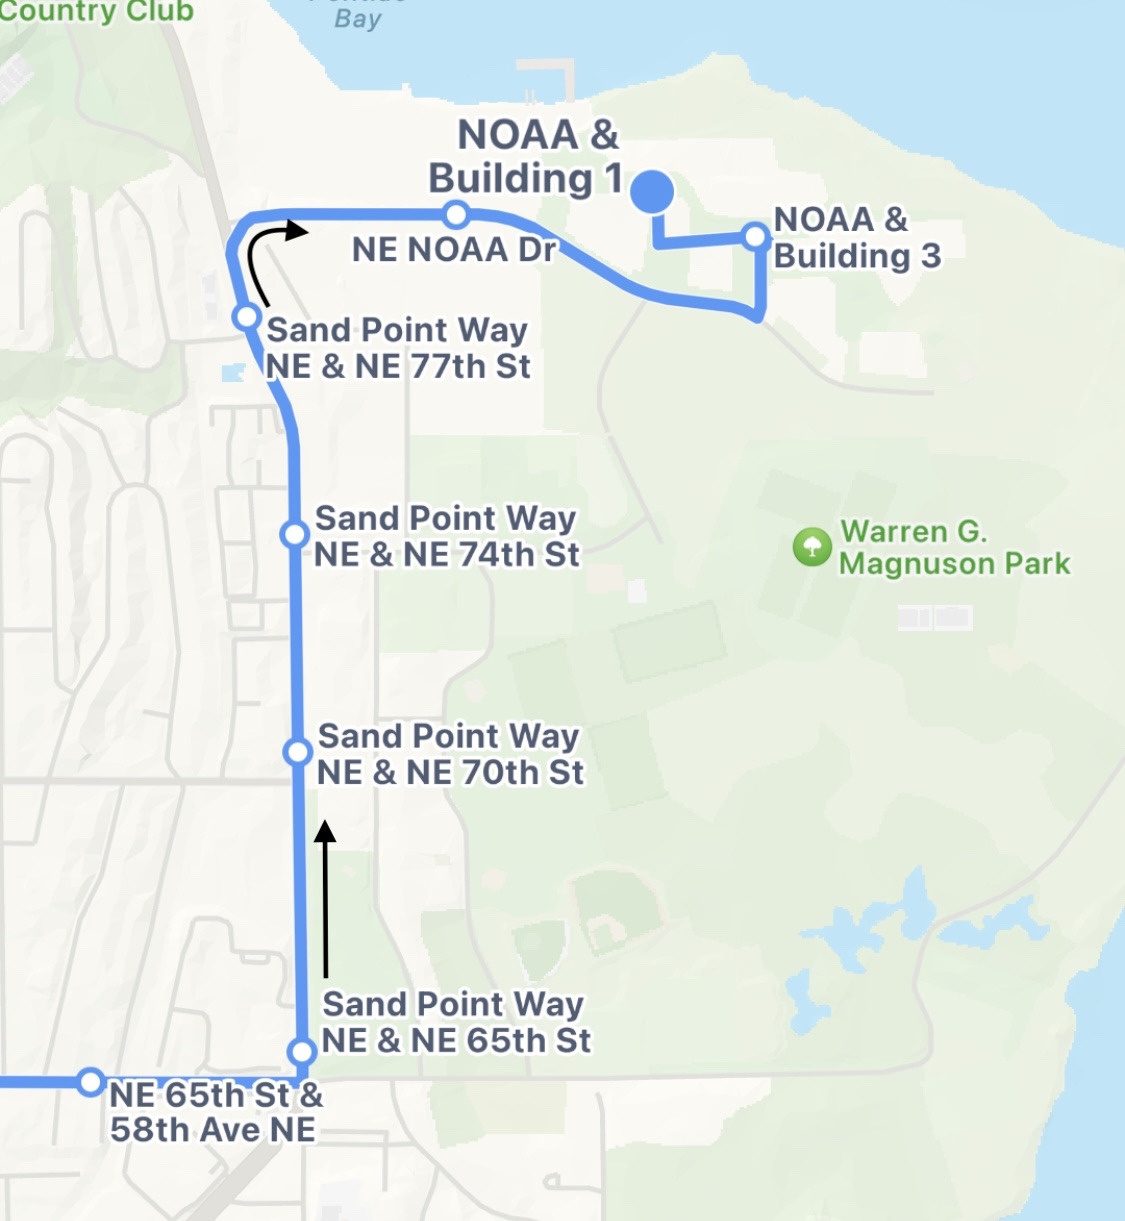 Country Club
Bay
NOAA &
Building 1
NOAA &
Building 3
NE NOAA Dr
Sand Point Way
NE & NE 77th St
Sand Point Way
NE & NE 74th St
Warren G.
Magnuson Park
Sand Point Way
NE & NE 70th St
Sand Point Way
NE & NE 65th St
NE 65th St &
58th Ave NE